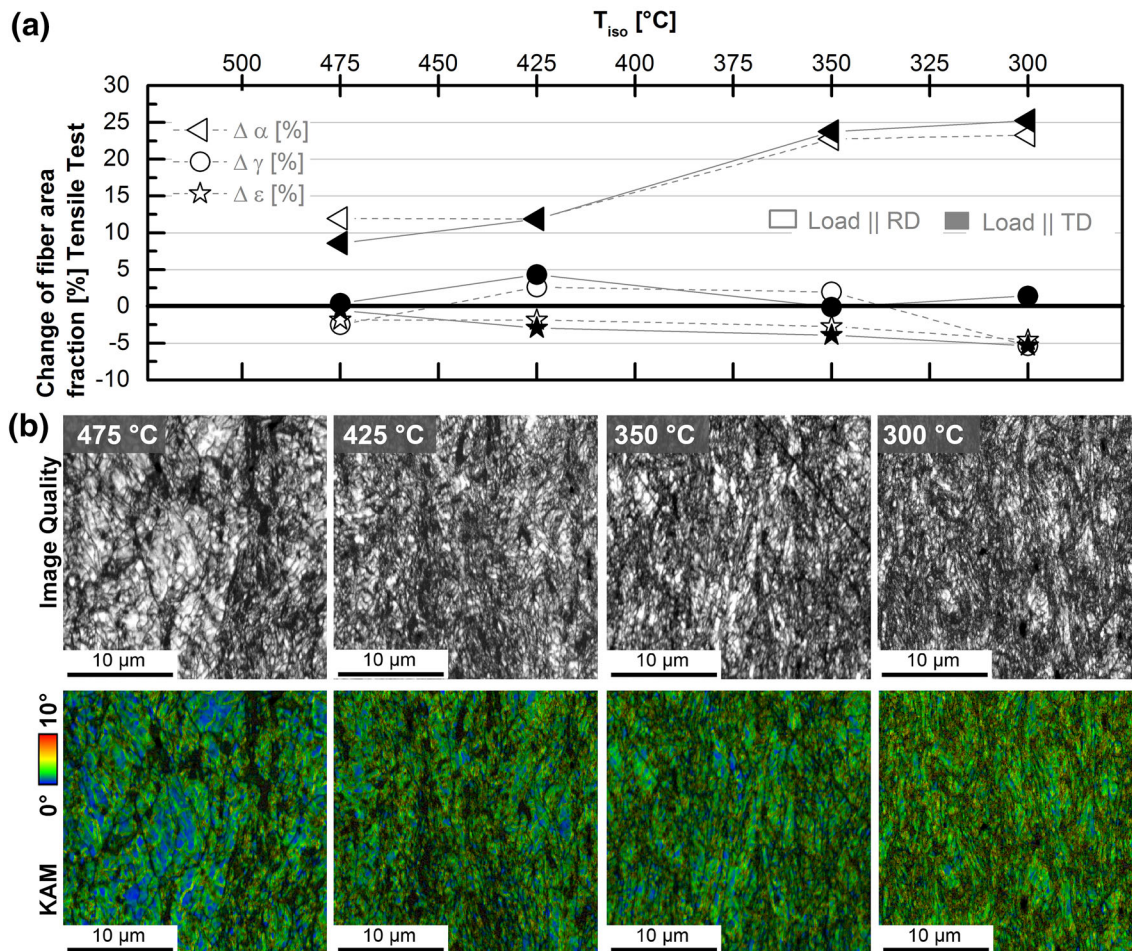 (a)
T_iso [°C]
500 475 450 425 400 375 350 325 300
Change of fiber area
fraction [%] Tensile Test
30
25
20
15
10
5
0
-5
-10
Δ α [%]
Δ γ [%]
Δ ε [%]
Load || RD
Load || TD
(b)
Image Quality
475 °C
425 °C
350 °C
300 °C
10 µm
10 µm
10 µm
10 µm
KAM
0°
10°
10 µm
10 µm
10 µm
10 µm